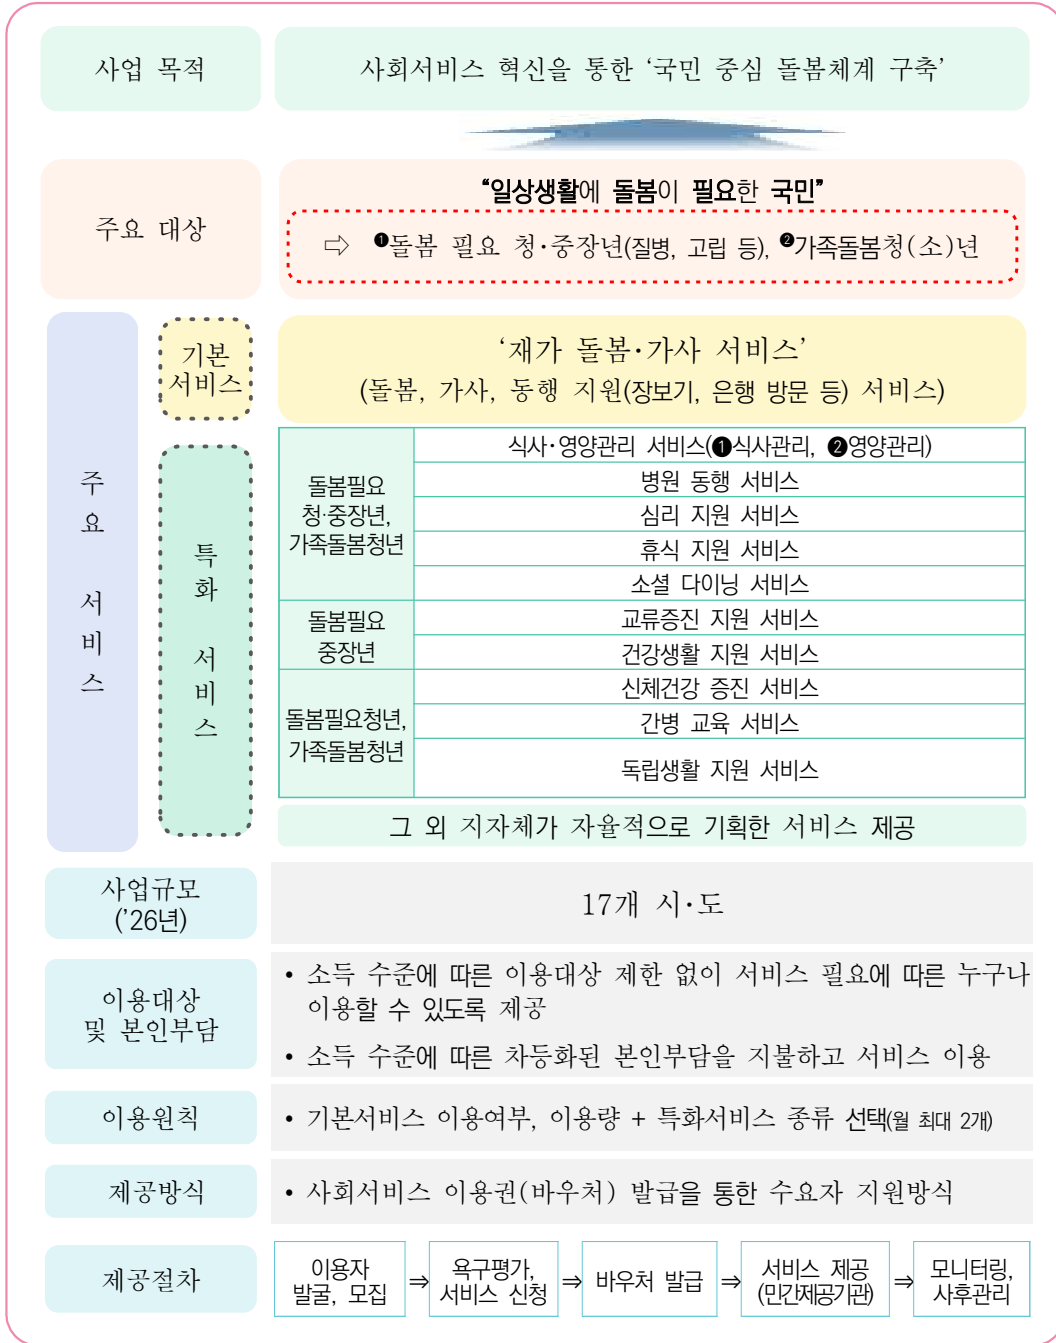 사업 목적
사회서비스 혁신을 통한 ‘국민 중심 돌봄체계 구축’
주요 대상
“일상생활에 돌봄이 필요한 국민”
⇨ ❶돌봄 필요 청·중장년(질병, 고립 등), ❷가족돌봄청(소)년
주요 서비스
기본
서비스
‘재가 돌봄·가사 서비스’
(돌봄, 가사, 동행 지원(장보기, 은행 방문 등) 서비스)
특화 서비스
돌봄필요
청·중장년,
가족돌봄청년
식사·영양관리 서비스(❶식사관리, ❷영양관리)
병원 동행 서비스
심리 지원 서비스
휴식 지원 서비스
소셜 다이닝 서비스
돌봄필요
중장년
교류증진 지원 서비스
건강생활 지원 서비스
돌봄필요청년,
가족돌봄청년
신체건강 증진 서비스
간병 교육 서비스
독립생활 지원 서비스
그 외 지자체가 자율적으로 기획한 서비스 제공
사업규모
(’26년)
17개 시·도
이용대상
및 본인부담
• 소득 수준에 따른 이용대상 제한 없이 서비스 필요에 따른 누구나
이용할 수 있도록 제공
• 소득 수준에 따른 차등화된 본인부담을 지불하고 서비스 이용
이용원칙
• 기본서비스 이용여부, 이용량 + 특화서비스 종류 선택(월 최대 2개)
제공방식
• 사회서비스 이용권(바우처) 발급을 통한 수요자 지원방식
제공절차
이용자
발굴, 모집
⇒
욕구평가,
서비스 신청
⇒
바우처 발급
⇒
서비스 제공
(민간제공기관)
⇒
모니터링,
사후관리